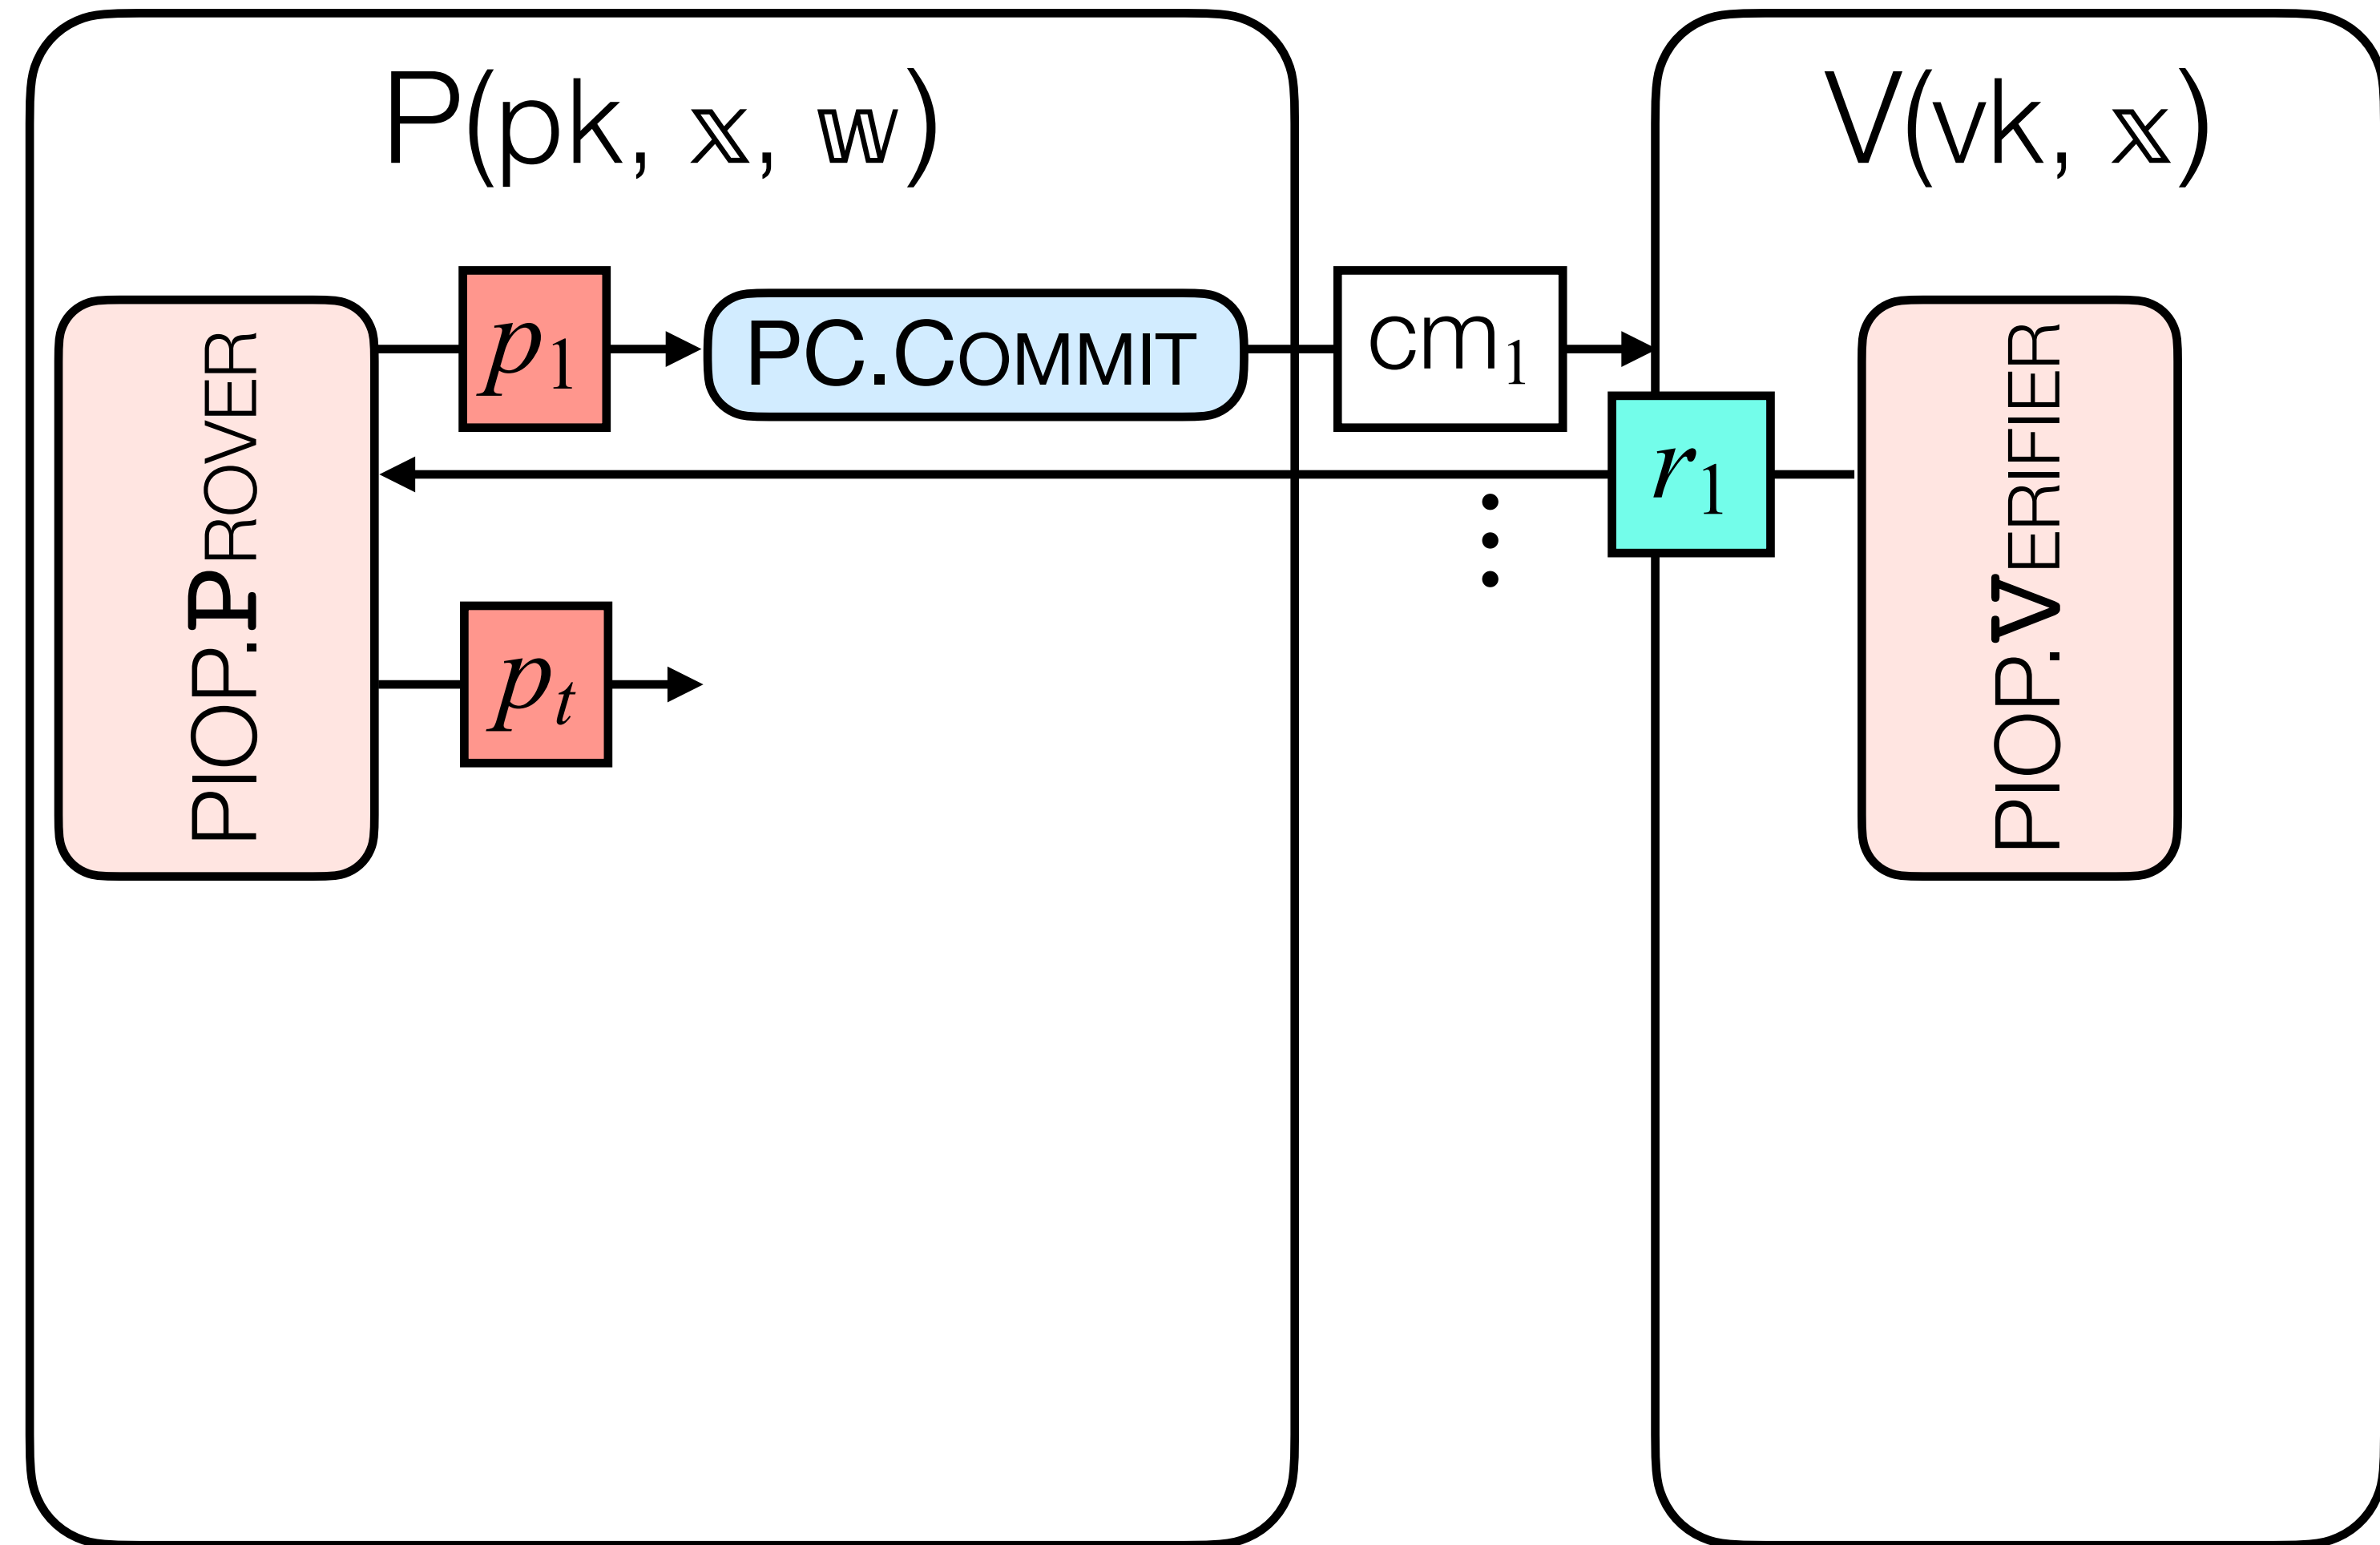 P(pk, 𝕩, 𝕨)
V(vk, 𝕩)
p₁
PC.COMMIT
cm₁
r₁
PIOP.PROVER
PIOP.VERIFIER
pₜ